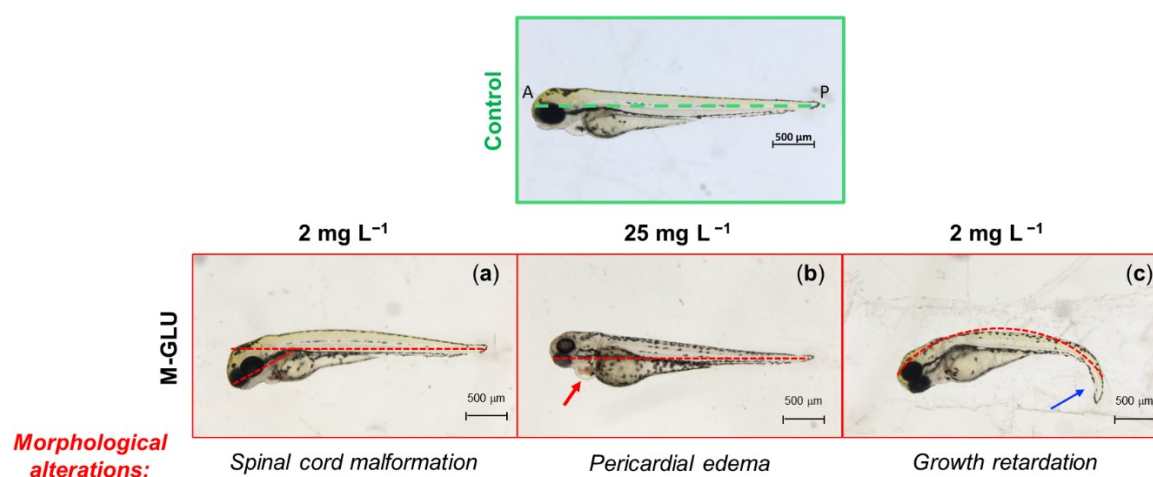 Control
A
P
500 μm
2 mg L⁻¹
25 mg L⁻¹
2 mg L⁻¹
M-GLU
(a)
500 μm
(b)
500 μm
(c)
500 μm
Morphological
alterations:
Spinal cord malformation
Pericardial edema
Growth retardation